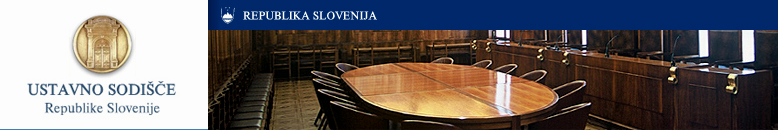 REPUBLIKA SLOVENIJA
USTAVNO SODIŠČE
Republike Slovenije